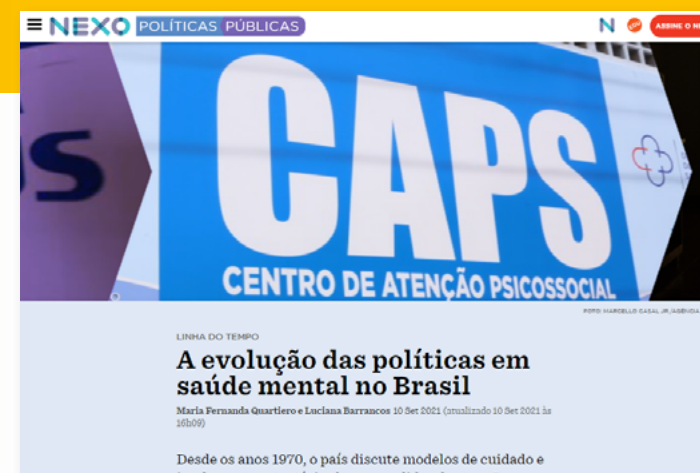 NEXO POLÍTICAS PÚBLICAS
N
ASSINE O NE
us
CAPS
CENTRO DE ATENÇÃO PSICOSSOCIAL
FOTO: MARCELLO CASAL JR./AGÊNCIA
LINHA DO TEMPO
A evolução das políticas em
saúde mental no Brasil
Maria Fernanda Quartiero e Luciana Barrancos 10 Set 2021 (atualizado 10 Set 2021 às
16h09)
Desde os anos 1970, o país discute modelos de cuidado e